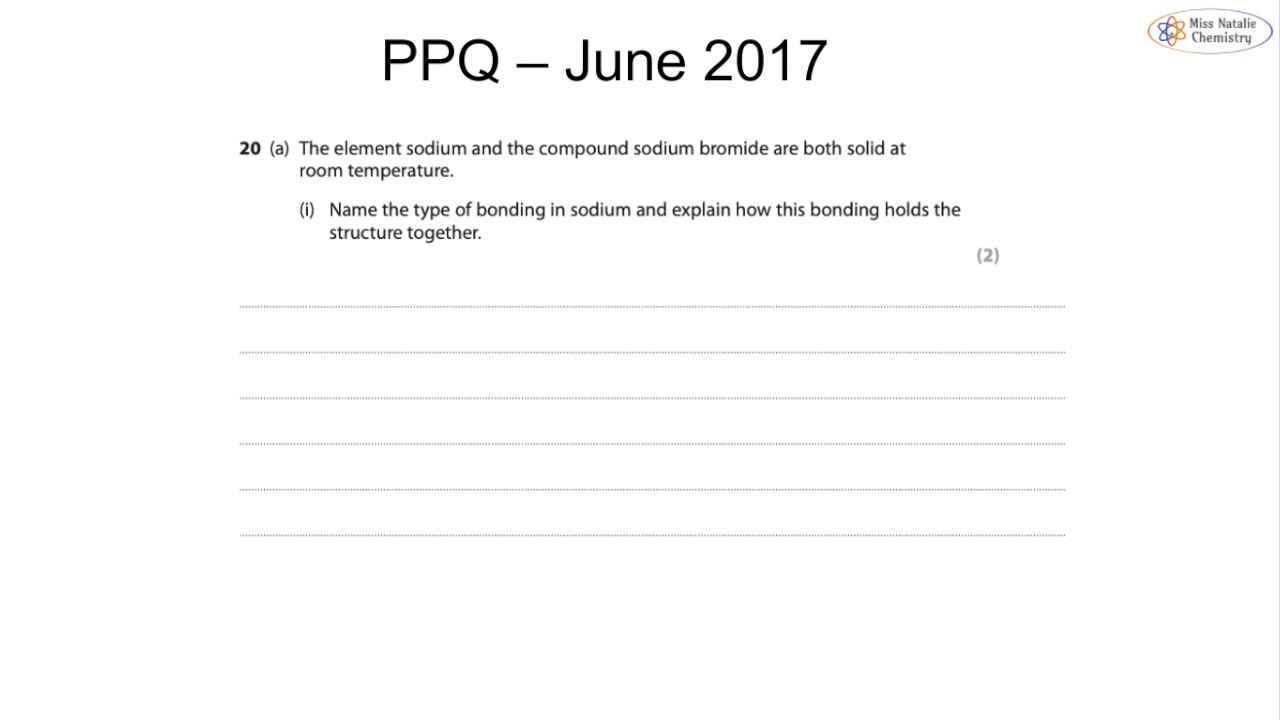 Miss Natalie
Chemistry
PPQ – June 2017
20 (a) The element sodium and the compound sodium bromide are both solid at
room temperature.
(i) Name the type of bonding in sodium and explain how this bonding holds the
structure together.
(2)